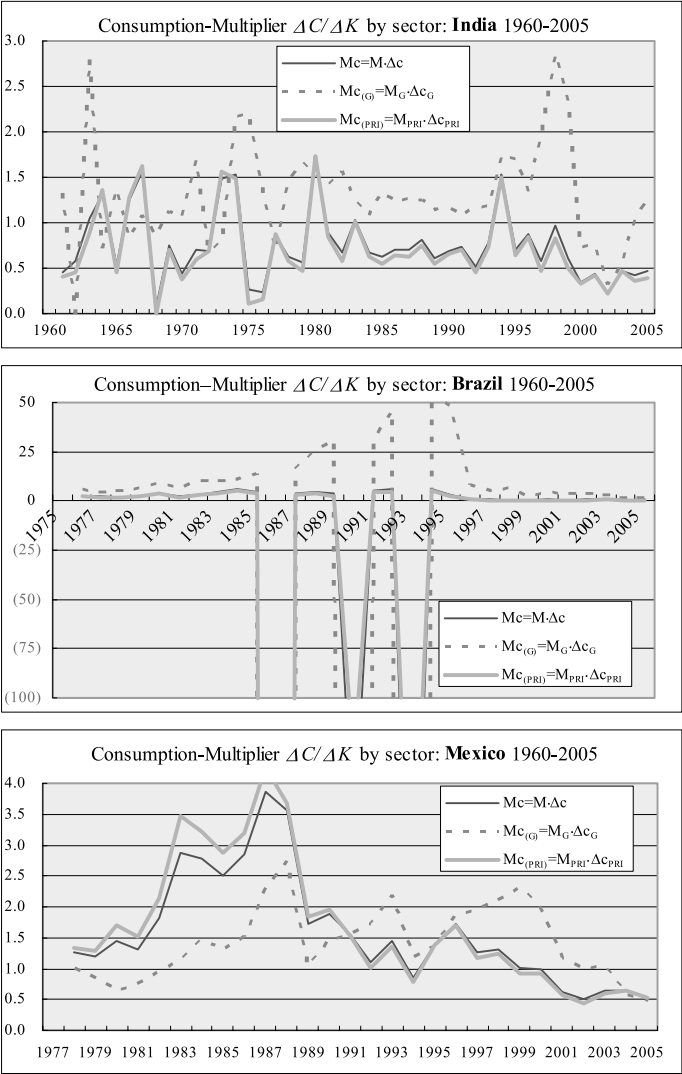 Consumption-Multiplier ΔC/ΔK by sector: India 1960-2005
3.0
2.5
2.0
1.5
1.0
0.5
0.0
Mc=M·Δc
Mc(G)=MG·ΔcG
Mc(PRI)=MPRI·ΔcPRI
1960 1965 1970 1975 1980 1985 1990 1995 2000 2005
Consumption–Multiplier ΔC/ΔK by sector: Brazil 1960-2005
50
25
0
(25)
(50)
(75)
(100)
1975 1977 1979 1981 1983 1985 1987 1989 1991 1993 1995 1997 1999 2001 2003 2005
Mc=M·Δc
Mc(G)=MG·ΔcG
Mc(PRI)=MPRI·ΔcPRI
Consumption-Multiplier ΔC/ΔK by sector: Mexico 1960-2005
4.0
3.5
3.0
2.5
2.0
1.5
1.0
0.5
0.0
Mc=M·Δc
Mc(G)=MG·ΔcG
Mc(PRI)=MPRI·ΔcPRI
1977 1979 1981 1983 1985 1987 1989 1991 1993 1995 1997 1999 2001 2003 2005